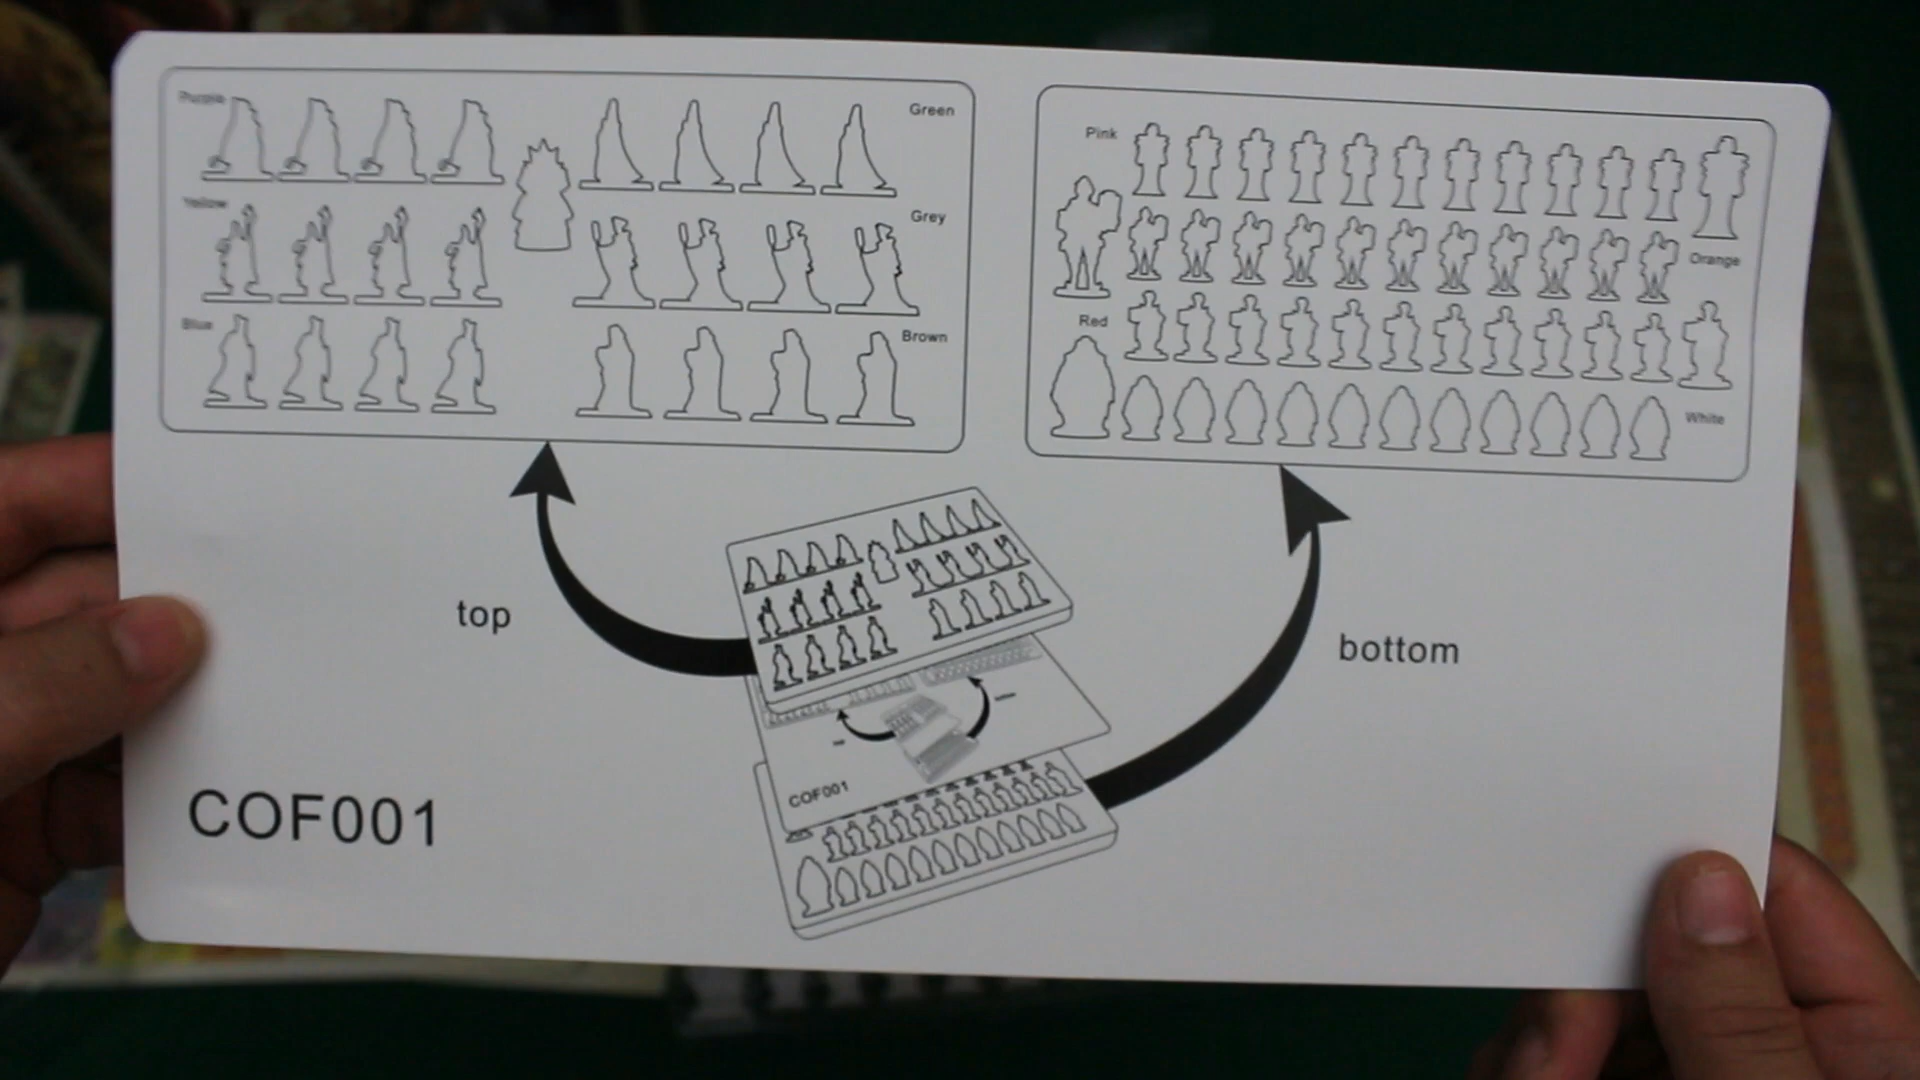 Purple
Green
Yellow
Grey
Blue
Brown
Pink
Orange
Red
White
top
bottom
COF001
COF001